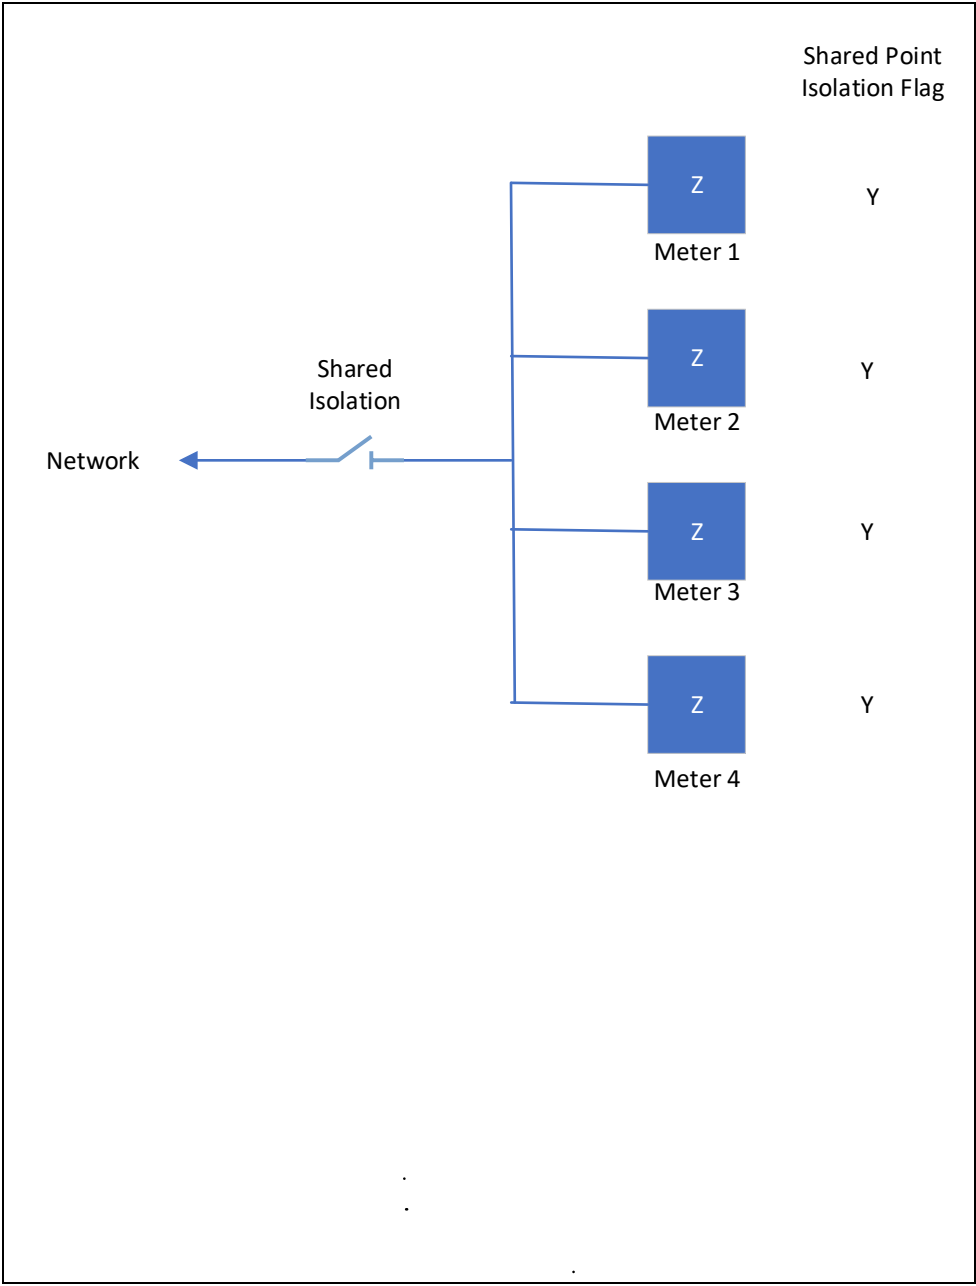 Shared Point
Isolation Flag
Z
Y
Meter 1
Z
Y
Meter 2
Shared
Isolation
Network
Z
Y
Meter 3
Z
Y
Meter 4